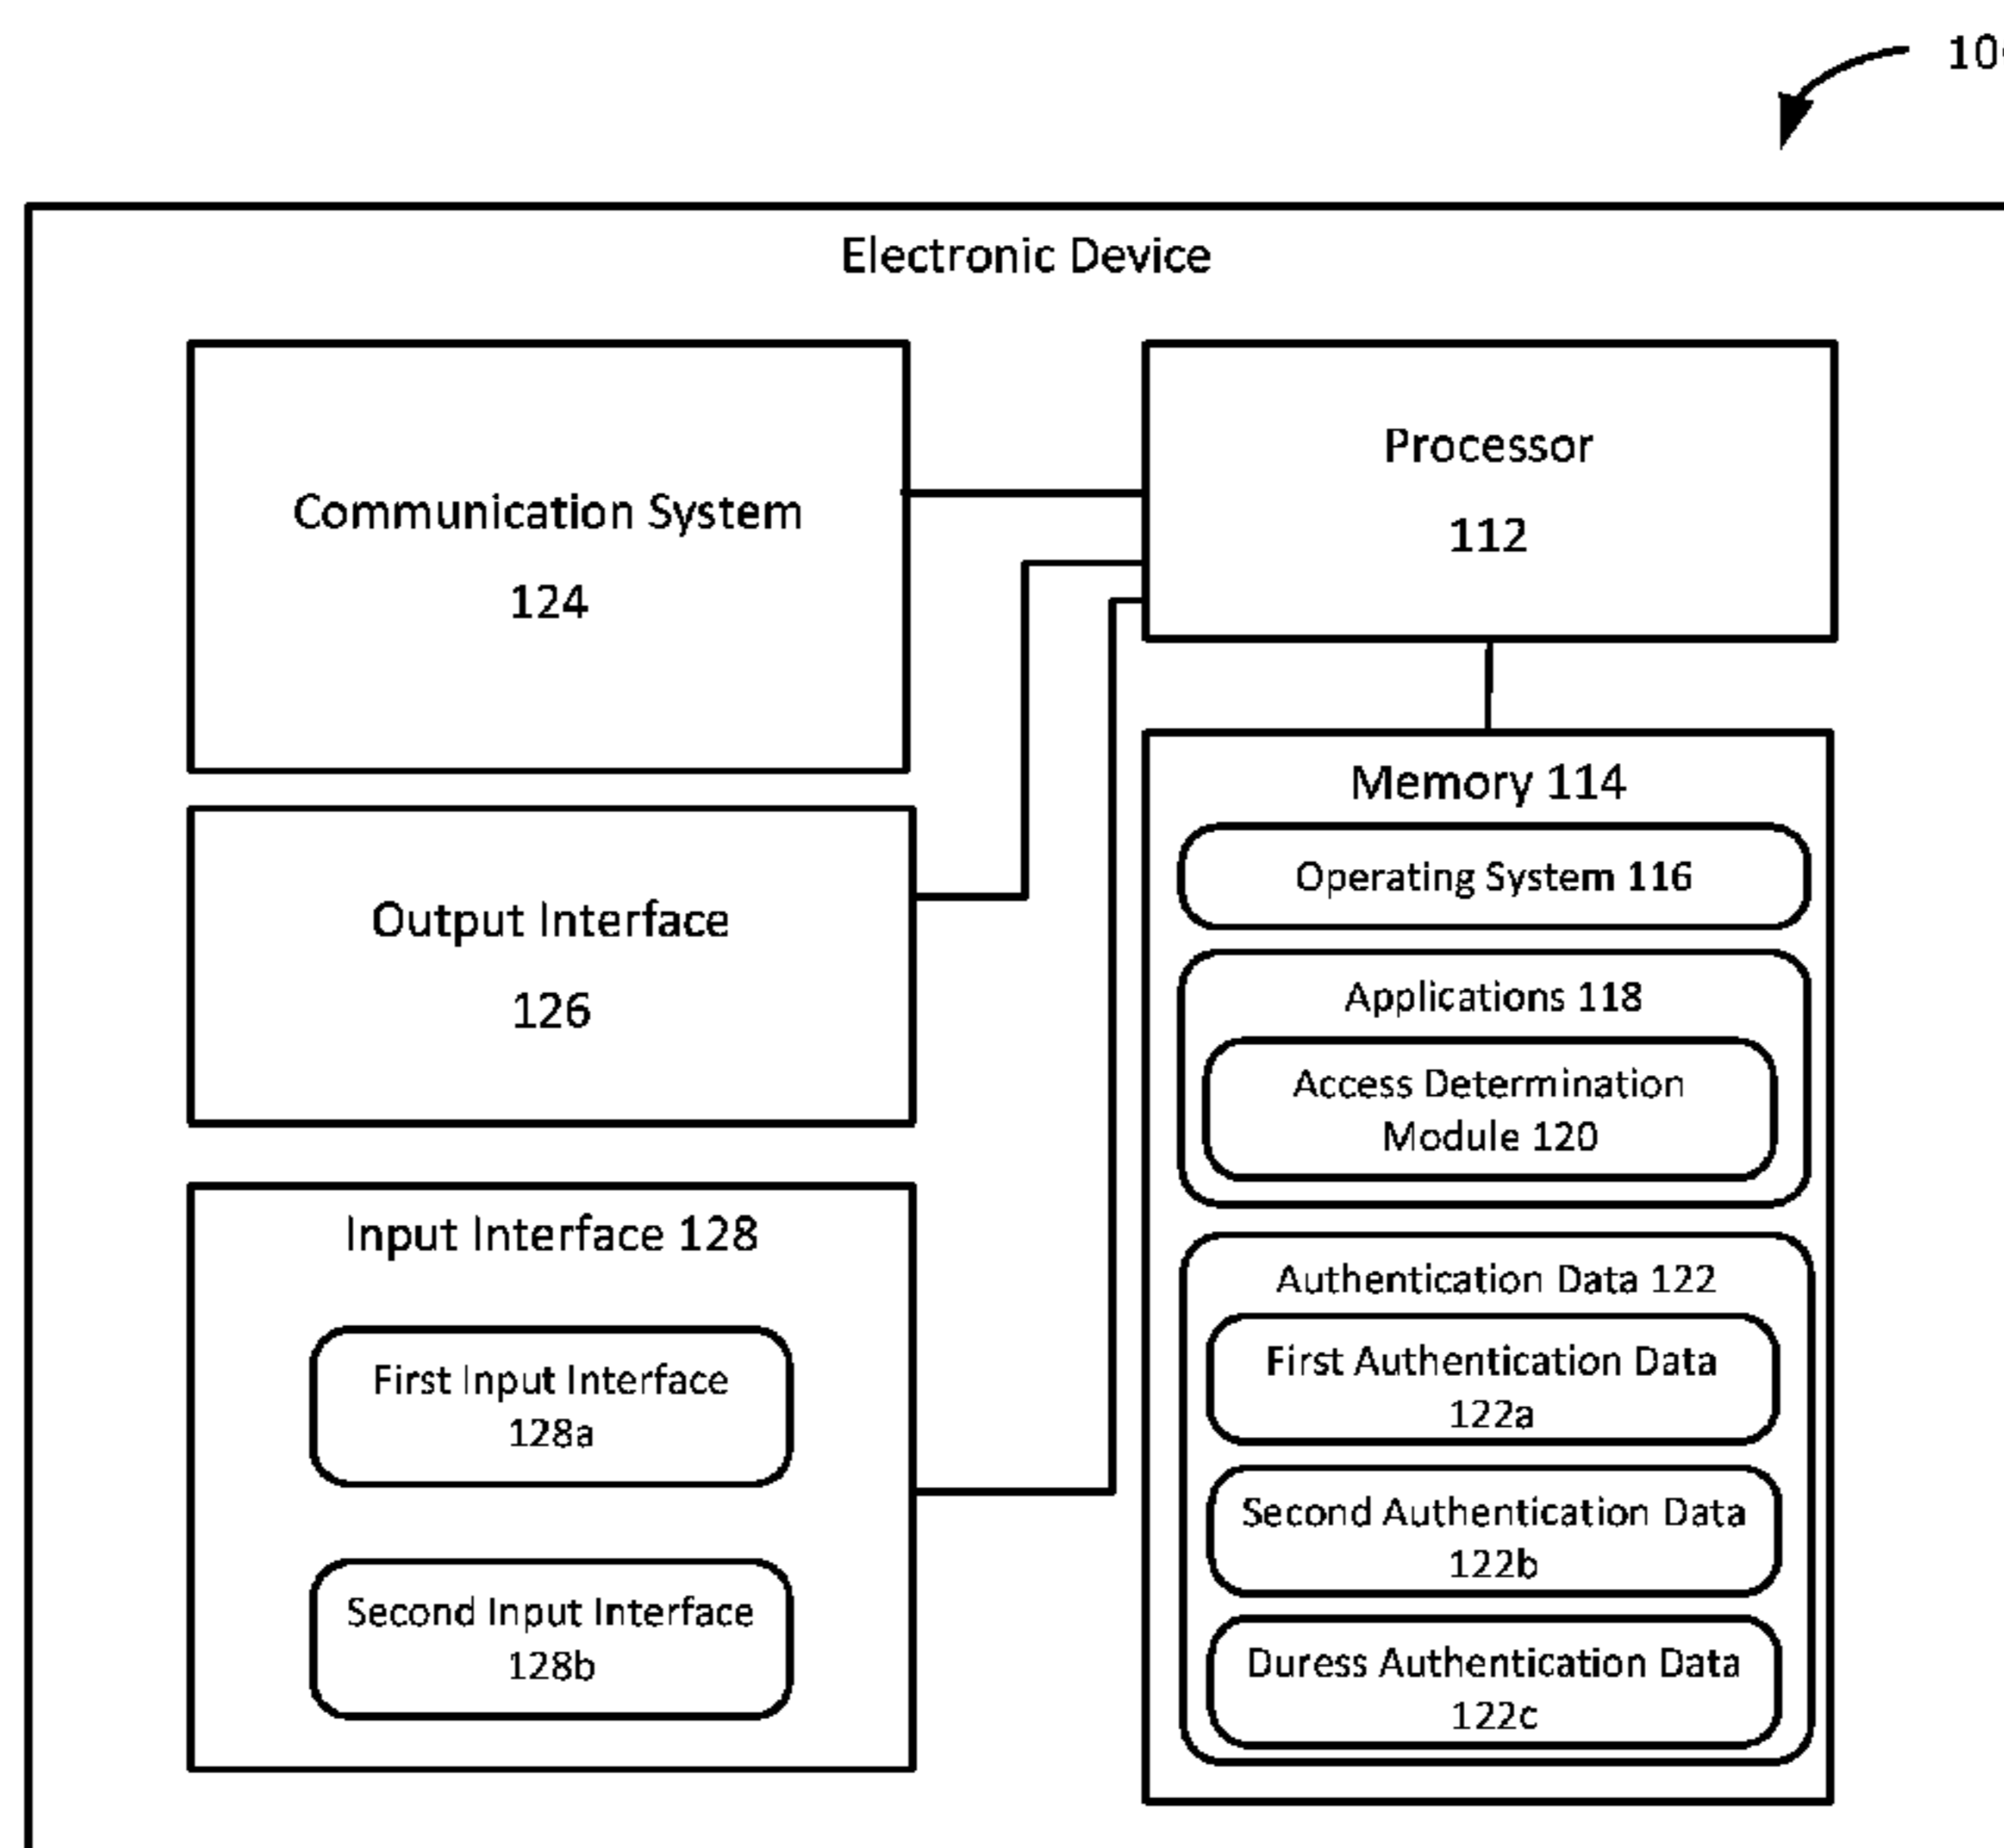 Electronic Device
Communication System
124
Processor
112
Output Interface
126
Memory 114
Operating System 116
Applications 118
Access Determination
Module 120
Input Interface 128
First Input Interface
128a
Second Input Interface
128b
Authentication Data 122
First Authentication Data
122a
Second Authentication Data
122b
Duress Authentication Data
122c